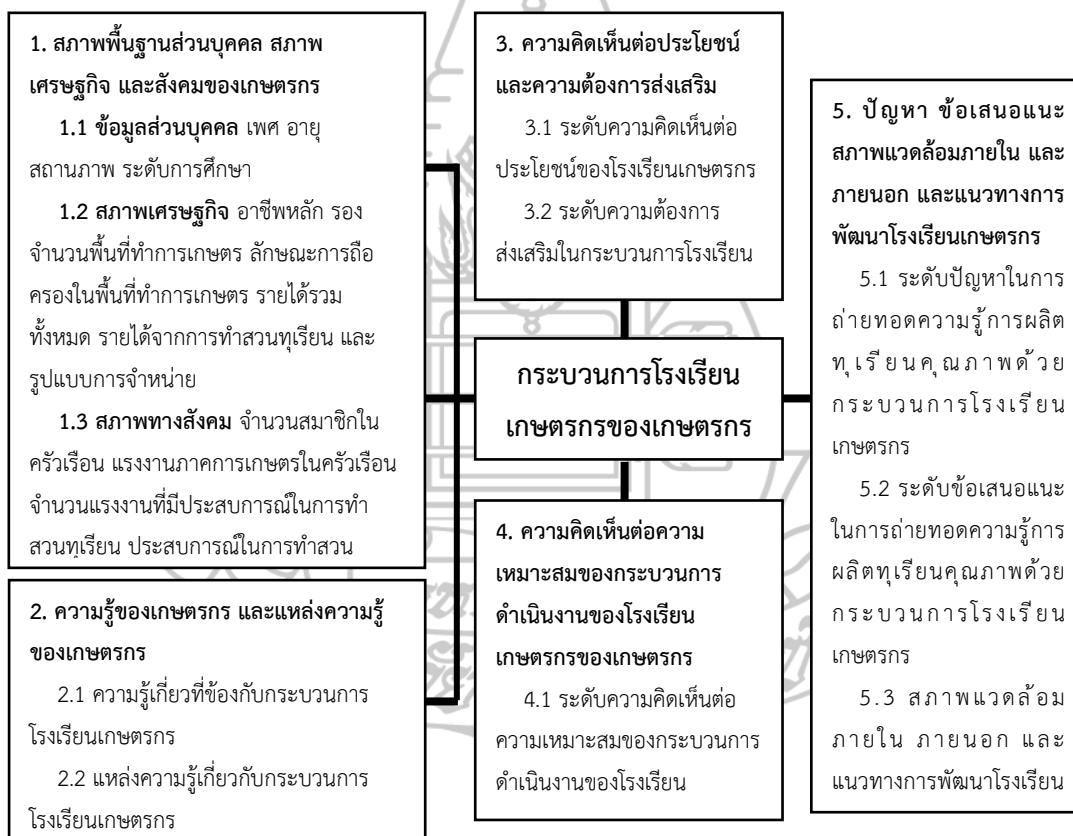 1. สภาพพื้นฐานส่วนบุคคล สภาพ
เศรษฐกิจ และสังคมของเกษตรกร
1.1 ข้อมูลส่วนบุคคล เพศ อายุ
สถานภาพ ระดับการศึกษา
1.2 สภาพเศรษฐกิจ อาชีพหลัก รอง
จำนวนพื้นที่ทำการเกษตร ลักษณะการถือ
ครองในพื้นที่ทำการเกษตร รายได้รวม
ทั้งหมด รายได้จากการทำสวนทุเรียน และ
รูปแบบการจำหน่าย
1.3 สภาพทางสังคม จำนวนสมาชิกใน
ครัวเรือน แรงงานภาคการเกษตรในครัวเรือน
จำนวนแรงงานที่มีประสบการณ์ในการทำ
สวนทุเรียน ประสบการณ์ในการทำสวน
2. ความรู้ของเกษตรกร และแหล่งความรู้
ของเกษตรกร
2.1 ความรู้เกี่ยวที่ข้องกับกระบวนการ
โรงเรียนเกษตรกร
2.2 แหล่งความรู้เกี่ยวกับกระบวนการ
โรงเรียนเกษตรกร
3. ความคิดเห็นต่อประโยชน์
และความต้องการส่งเสริม
3.1 ระดับความคิดเห็นต่อ
ประโยชน์ของโรงเรียนเกษตรกร
3.2 ระดับความต้องการ
ส่งเสริมในกระบวนการโรงเรียน
กระบวนการโรงเรียน
เกษตรกรของเกษตรกร
4. ความคิดเห็นต่อความ
เหมาะสมของกระบวนการ
ดำเนินงานของโรงเรียน
เกษตรกรของเกษตรกร
4.1 ระดับความคิดเห็นต่อ
ความเหมาะสมของกระบวนการ
ดำเนินงานของโรงเรียน
5. ปัญหา ข้อเสนอแนะ
สภาพแวดล้อมภายใน และ
ภายนอก และแนวทางการ
พัฒนาโรงเรียนเกษตรกร
5.1 ระดับปัญหาในการ
ถ่ายทอดความรู้การผลิต
ทุเรียนคุณภาพด้วย
กระบวนการโรงเรียน
เกษตรกร
5.2 ระดับข้อเสนอแนะ
ในการถ่ายทอดความรู้การ
ผลิตทุเรียนคุณภาพด้วย
กระบวนการโรงเรียน
เกษตรกร
5.3 สภาพแวดล้อม
ภายใน ภายนอก และ
แนวทางการพัฒนาโรงเรียน